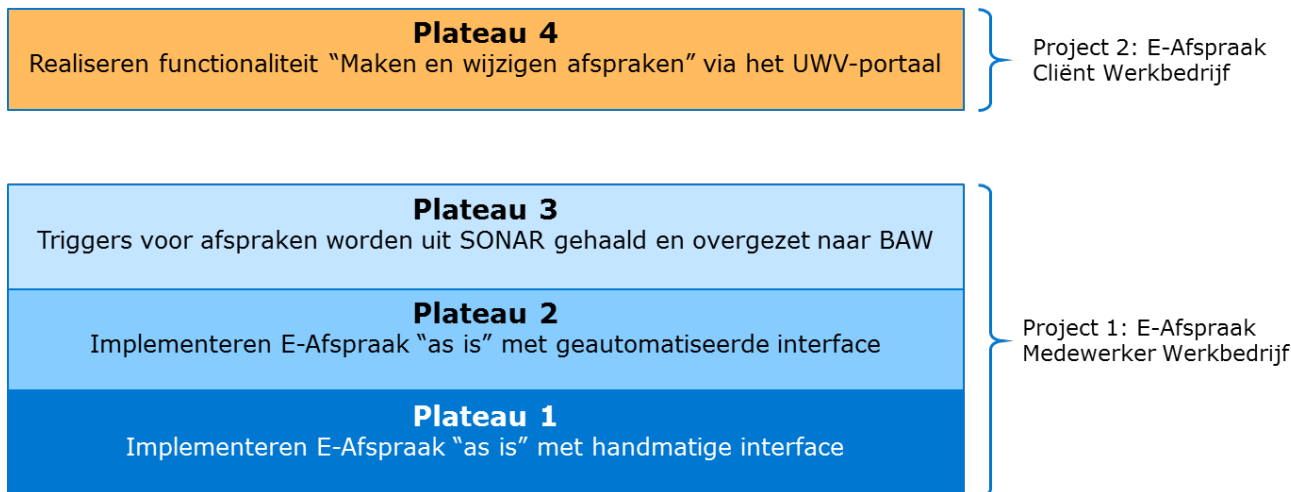 Plateau 4
Realiseren functionaliteit “Maken en wijzigen afspraken” via het UWV-portaal
Project 2: E-Afspraak
Cliënt Werkbedrijf
Plateau 3
Triggers voor afspraken worden uit SONAR gehaald en overgezet naar BAW
Plateau 2
Implementeren E-Afspraak “as is” met geautomatiseerde interface
Plateau 1
Implementeren E-Afspraak “as is” met handmatige interface
Project 1: E-Afspraak
Medewerker Werkbedrijf